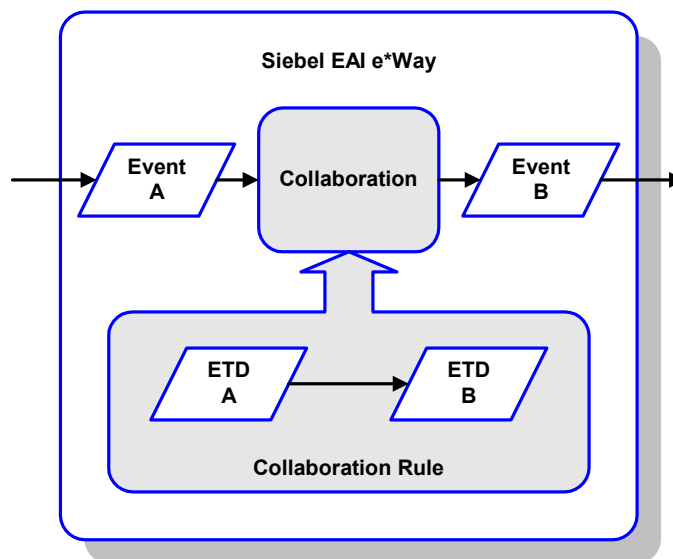 Siebel EAI e*Way
Event
A
Collaboration
Event
B
ETD
A
ETD
B
Collaboration Rule